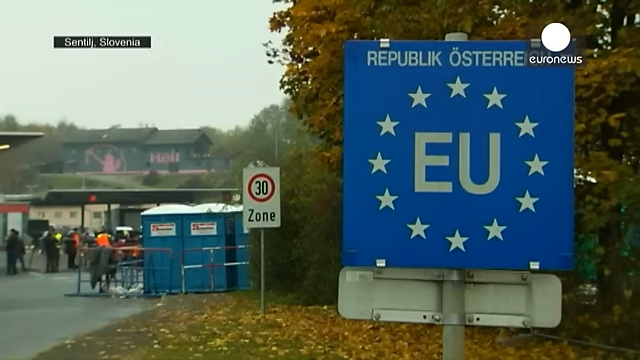 Sentilj, Slovenia
euronews
REPUBLIK ÖSTERRE
EU
30
Zone